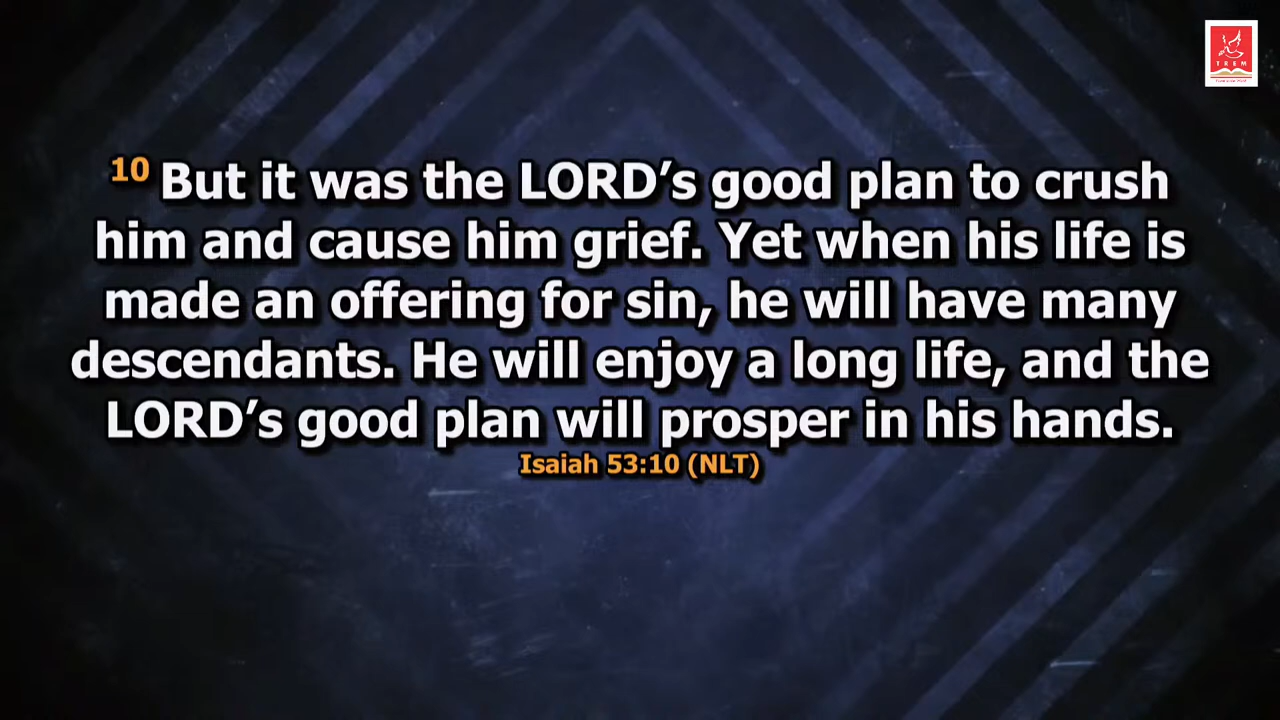 TREM
10 But it was the LORD’s good plan to crush
him and cause him grief. Yet when his life is
made an offering for sin, he will have many
descendants. He will enjoy a long life, and the
LORD’s good plan will prosper in his hands.
Isaiah 53:10 (NLT)